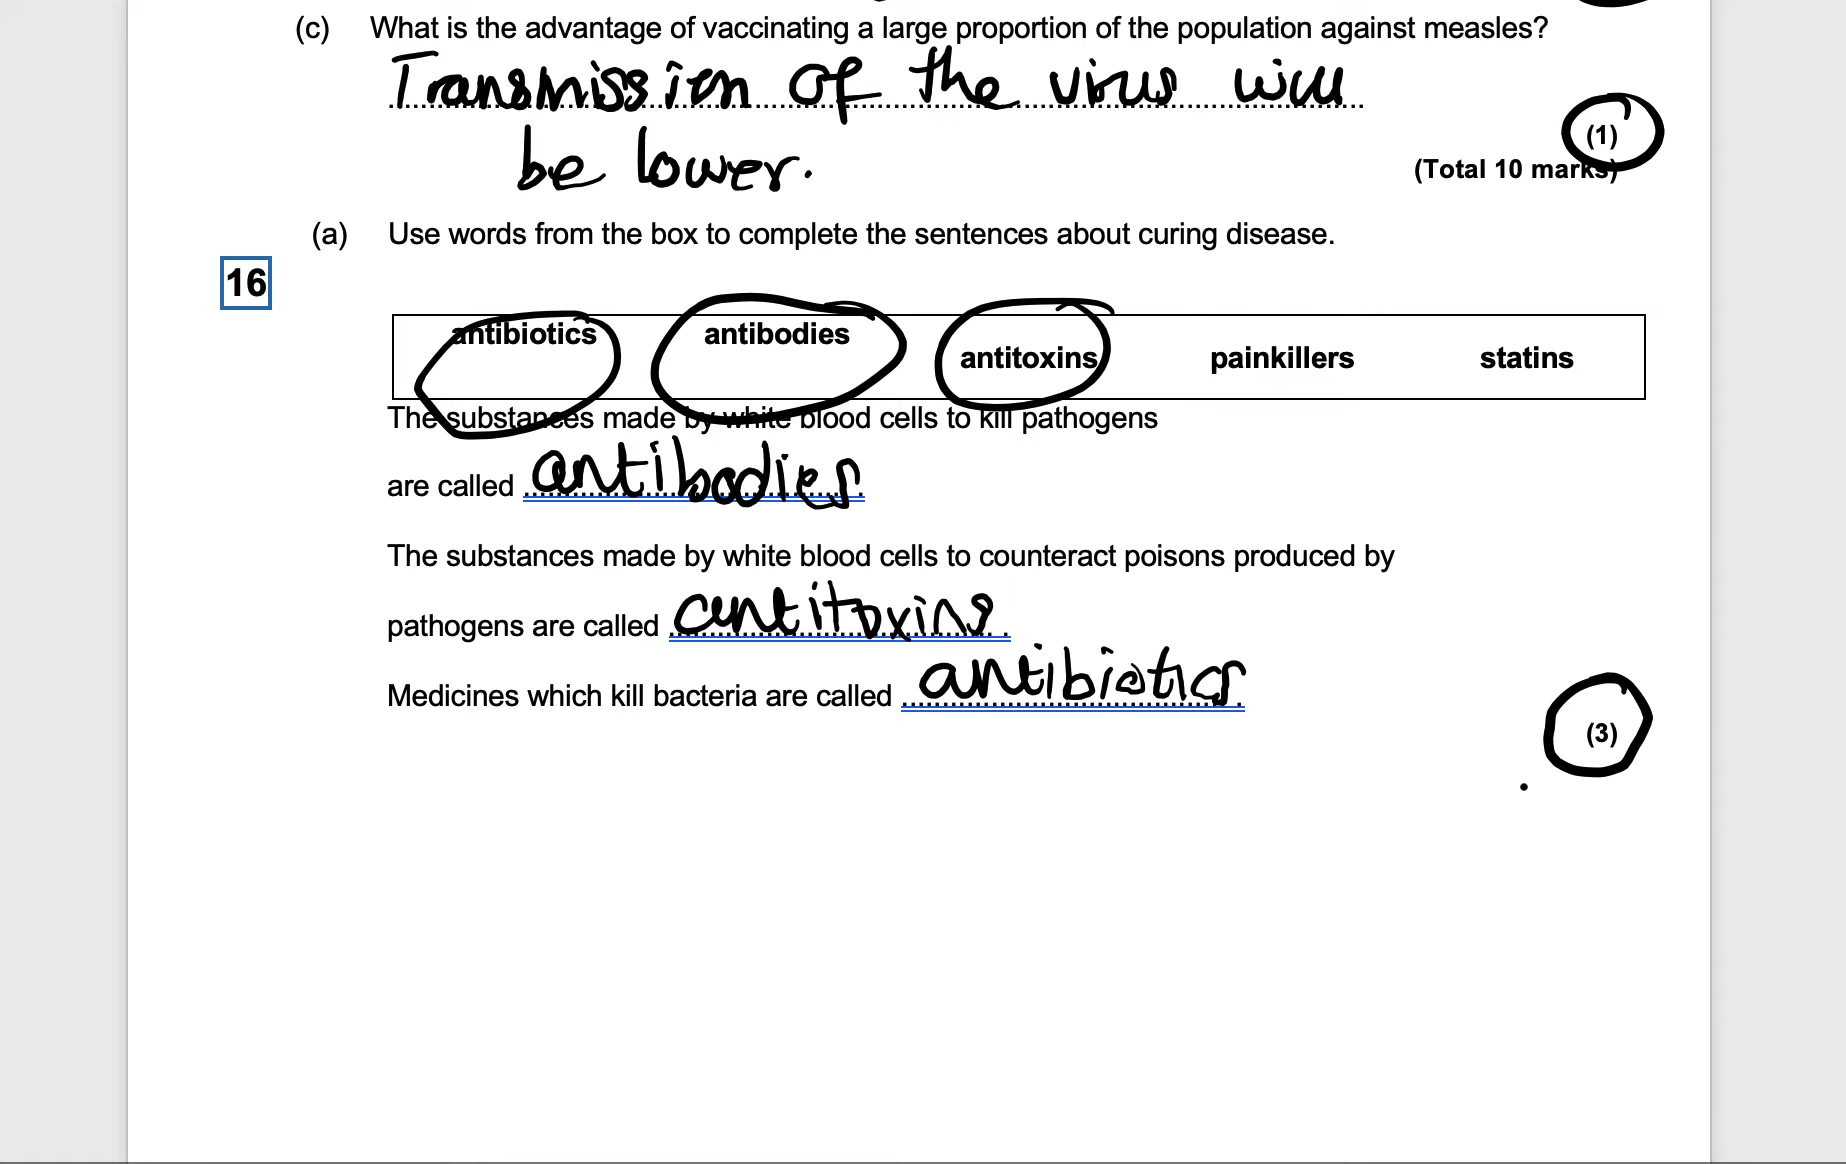 (c) What is the advantage of vaccinating a large proportion of the population against measles?
Transmission of the virus will
be lower.
(1)
(Total 10 marks)
(a) Use words from the box to complete the sentences about curing disease.
16
antibiotics antibodies antitoxins painkillers statins
The substances made by white blood cells to kill pathogens
are called antibodies.
The substances made by white blood cells to counteract poisons produced by
pathogens are called antitoxins.
Medicines which kill bacteria are called antibiotics.
(3)